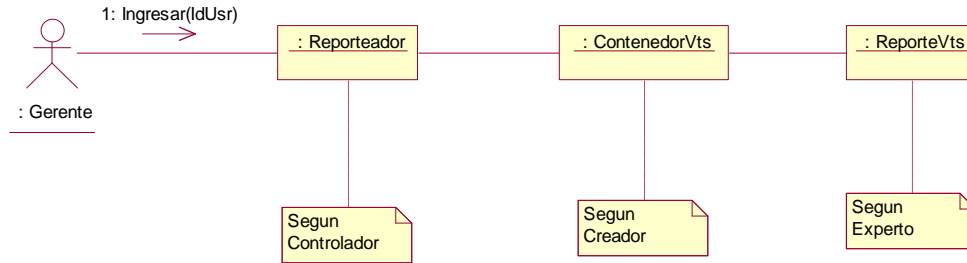 1: Ingresar(IdUsr)
: Reporteador
: ContenedorVts
: ReporteVts
: Gerente
Segun
Controlador
Segun
Creador
Segun
Experto